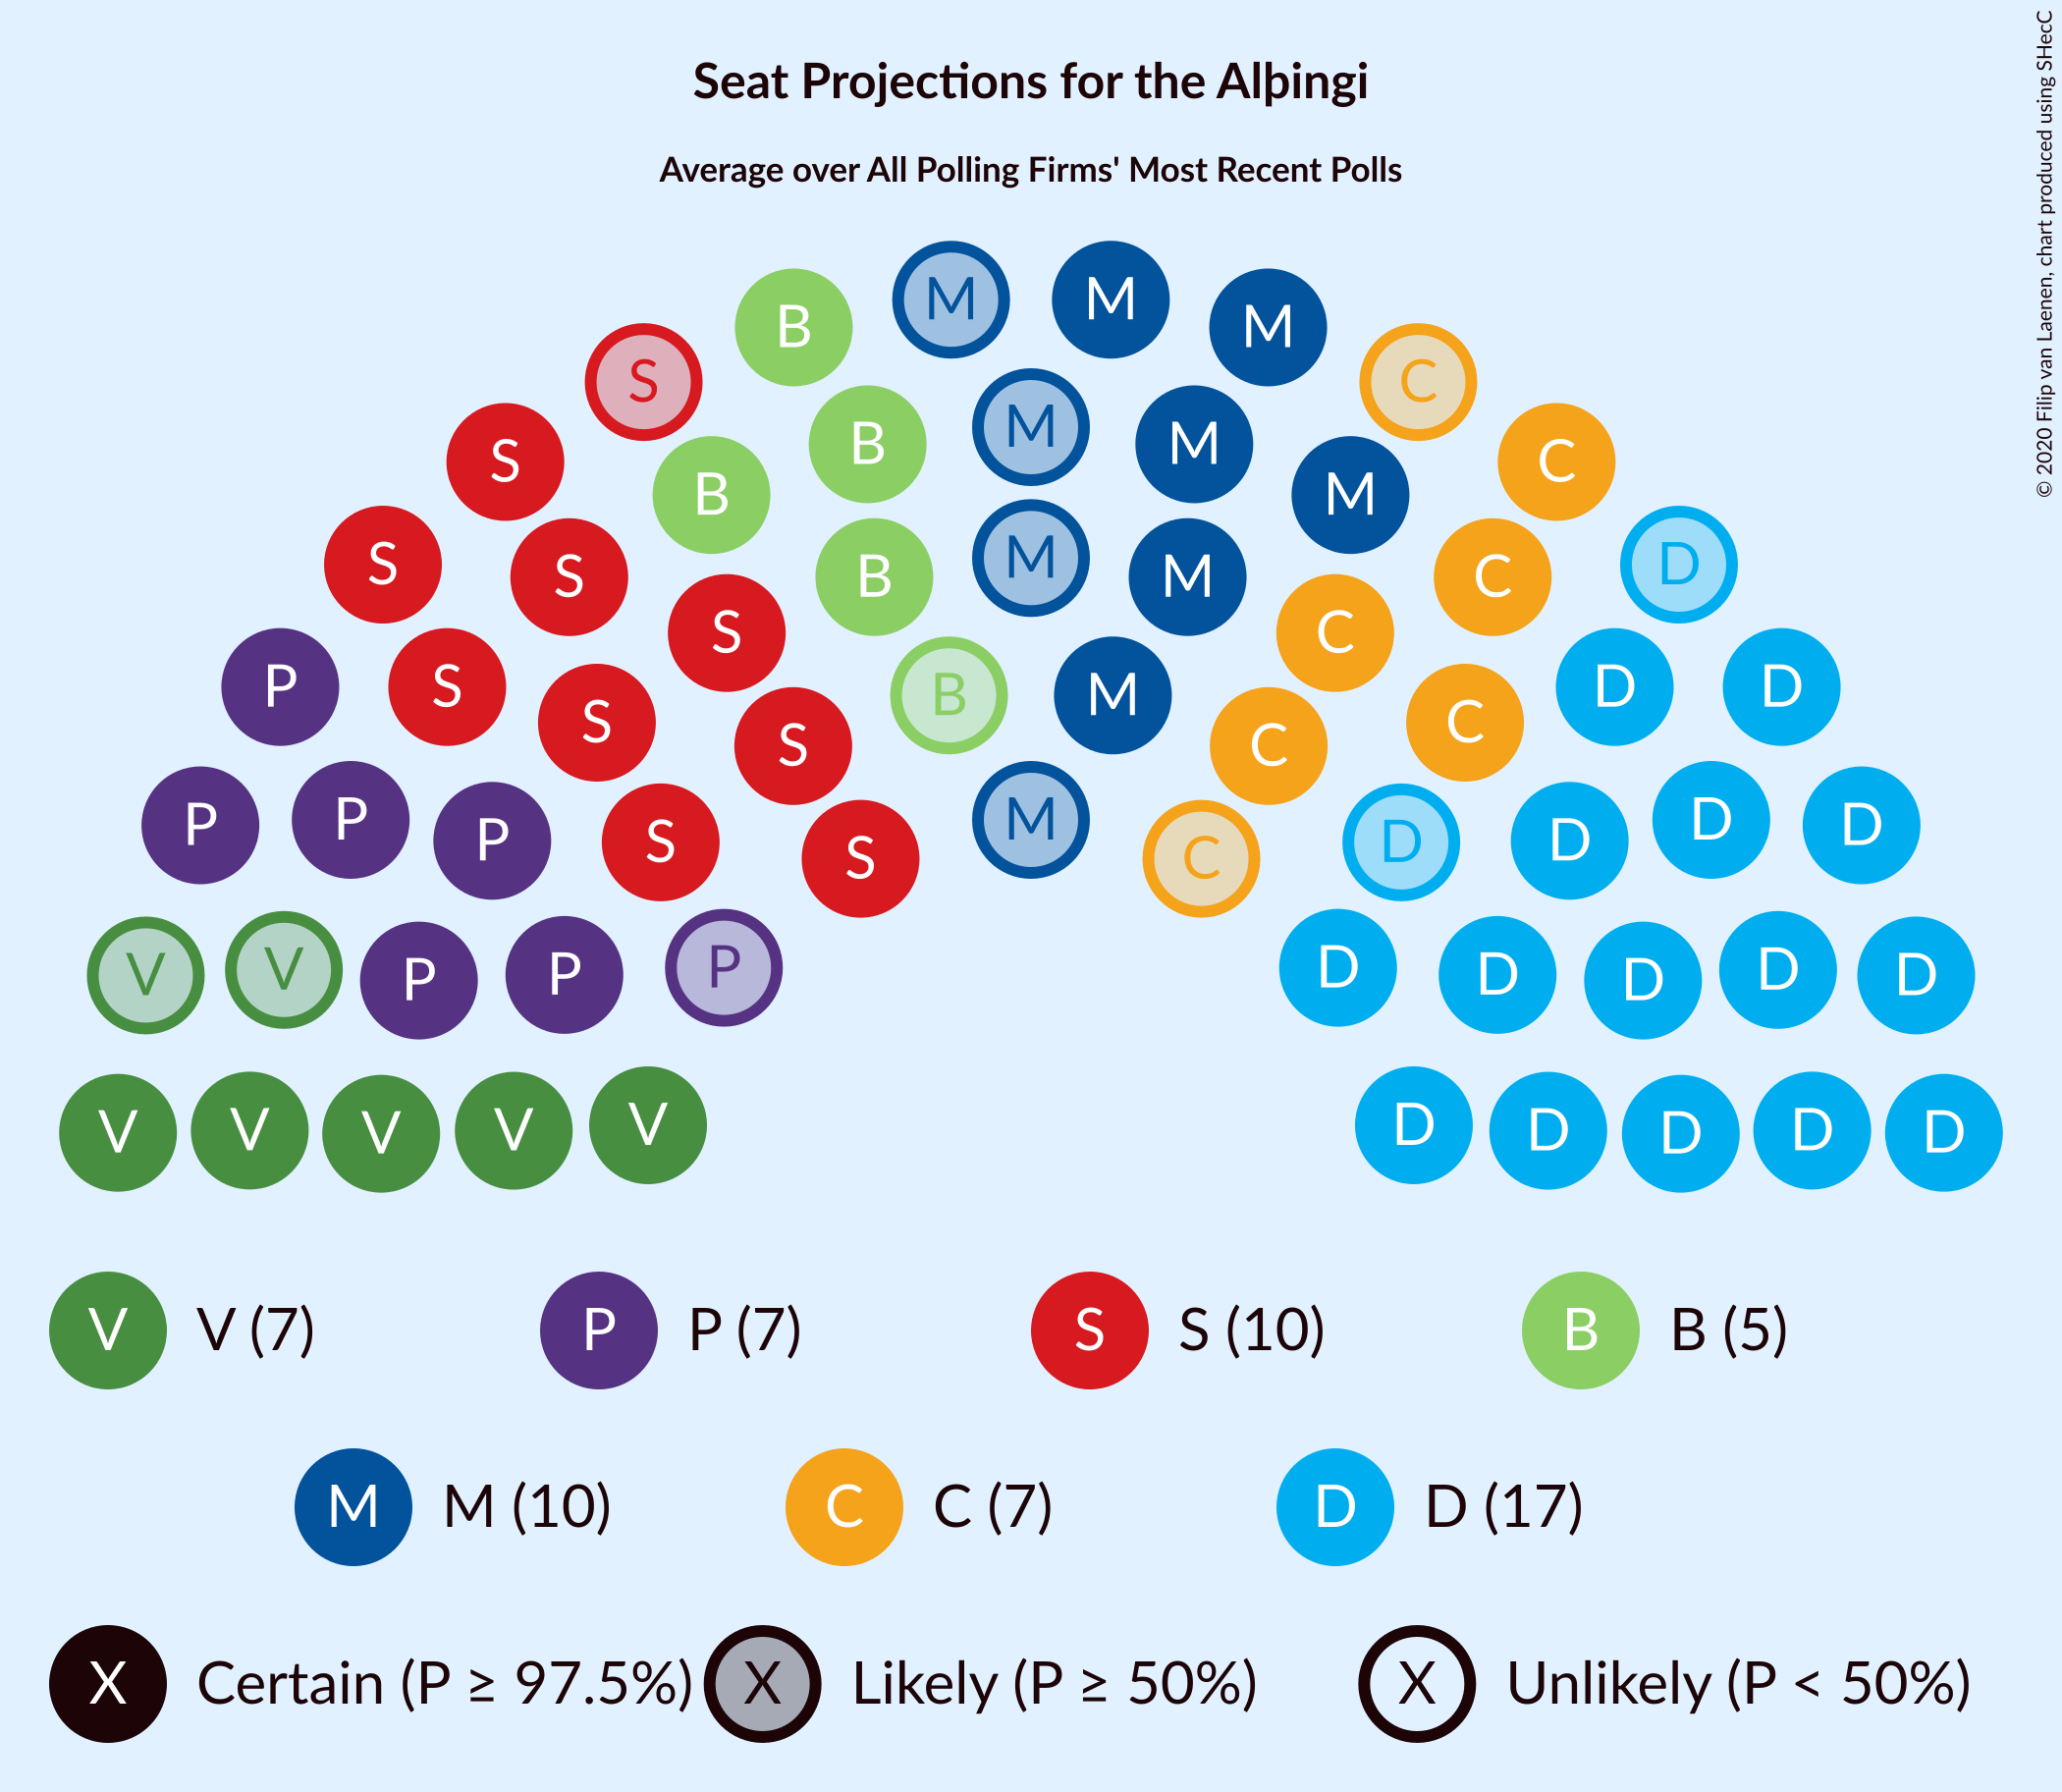 Seat Projections for the Alþingi
Average over All Polling Firms' Most Recent Polls
© 2020 Filip van Laenen, chart produced using SHecC
M M
B M
S C
M
B M
S C
B M
S S B M M C D
S C
P S B M D D
S C
S C
P P P S S M C D D D D
V V P P P D D D D D
V V V V V D D D D D
V V (7) P P (7) S S (10) B B (5)
M M (10) C C (7) D D (17)
X Certain (P ≥ 97.5%) X Likely (P ≥ 50%) X Unlikely (P < 50%)